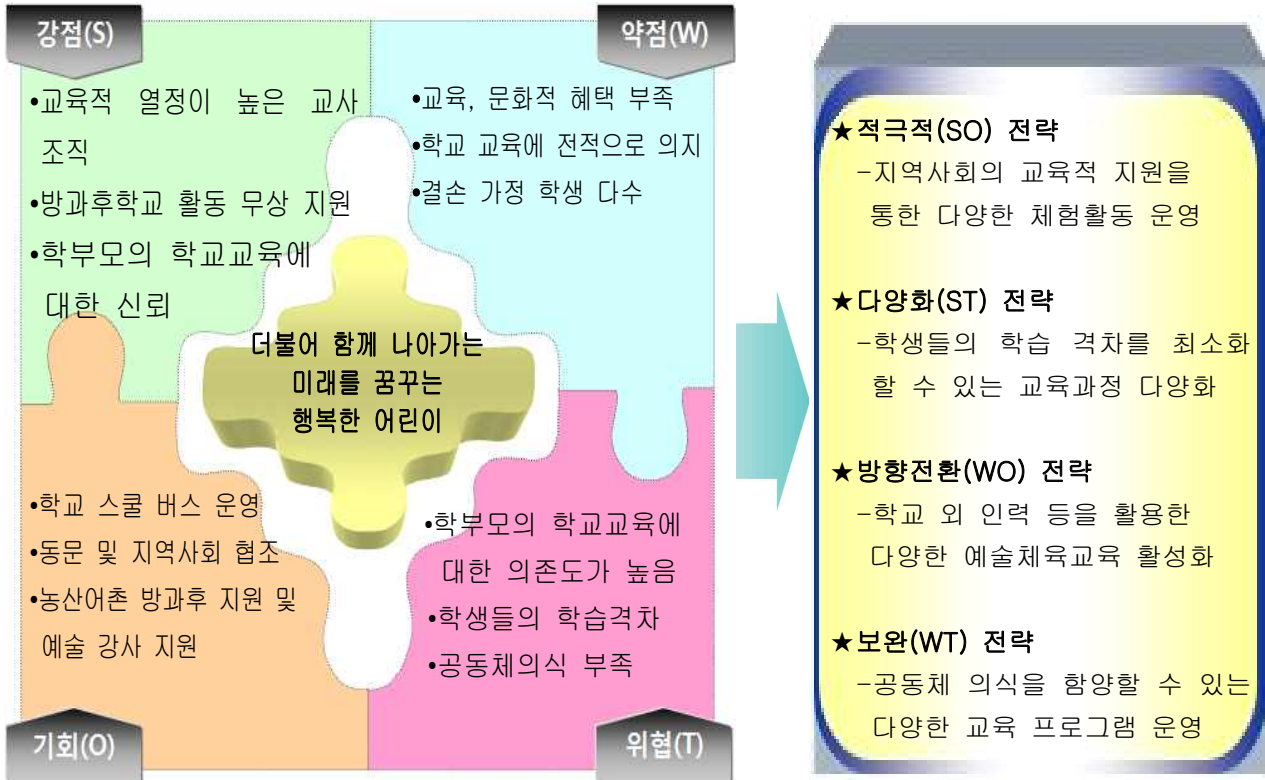 강점(S)
•교육적 열정이 높은 교사
조직
•방과후학교 활동 무상 지원
•학부모의 학교교육에
대한 신뢰
약점(W)
•교육, 문화적 혜택 부족
•학교 교육에 전적으로 의지
•결손 가정 학생 다수
더불어 함께 나아가는
미래를 꿈꾸는
행복한 어린이
•학교 스쿨 버스 운영
•동문 및 지역사회 협조
•농산어촌 방과후 지원 및
예술 강사 지원
기회(O)
•학부모의 학교교육에
대한 의존도가 높음
•학생들의 학습격차
•공동체의식 부족
위협(T)
★적극적(SO) 전략
-지역사회의 교육적 지원을
통한 다양한 체험활동 운영
★다양화(ST) 전략
-학생들의 학습 격차를 최소화
할 수 있는 교육과정 다양화
★방향전환(WO) 전략
-학교 외 인력 등을 활용한
다양한 예술체육교육 활성화
★보완(WT) 전략
-공동체 의식을 함양할 수 있는
다양한 교육 프로그램 운영